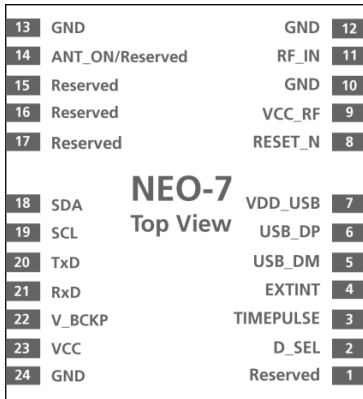 13 GND GND 12
14 ANT_ON/Reserved RF_IN 11
15 Reserved GND 10
16 Reserved VCC_RF 9
17 Reserved RESET_N 8
NEO-7
Top View
18 SDA VDD_USB 7
19 SCL USB_DP 6
20 TxD USB_DM 5
21 RxD EXTINT 4
22 V_BCKP TIMEPULSE 3
23 VCC D_SEL 2
24 GND Reserved 1